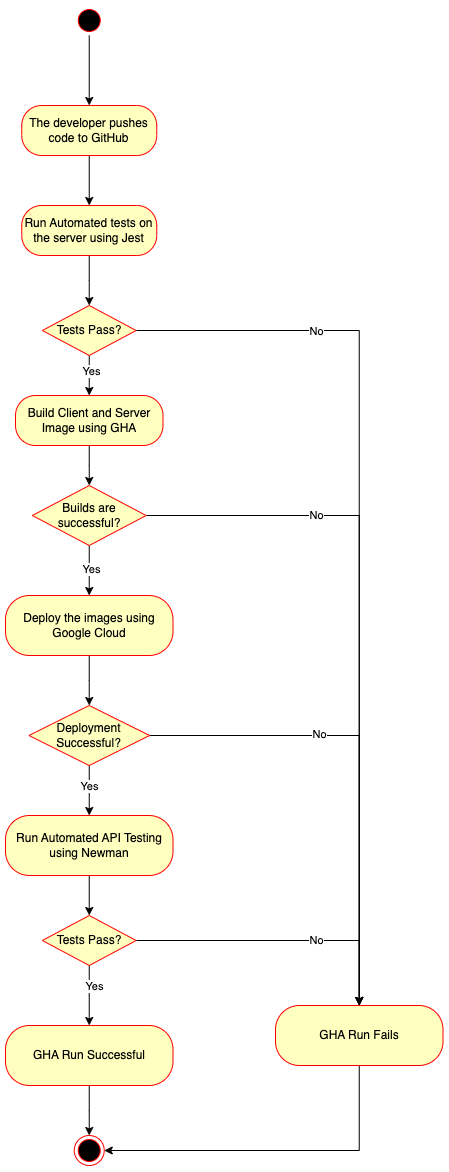 The developer pushes
code to GitHub
Run Automated tests on
the server using Jest
Tests Pass?
No
Yes
Build Client and Server
Image using GHA
Builds are
successful?
No
Yes
Deploy the images using
Google Cloud
Deployment
Successful?
No
Yes
Run Automated API Testing
using Newman
Tests Pass?
No
Yes
GHA Run Successful
GHA Run Fails